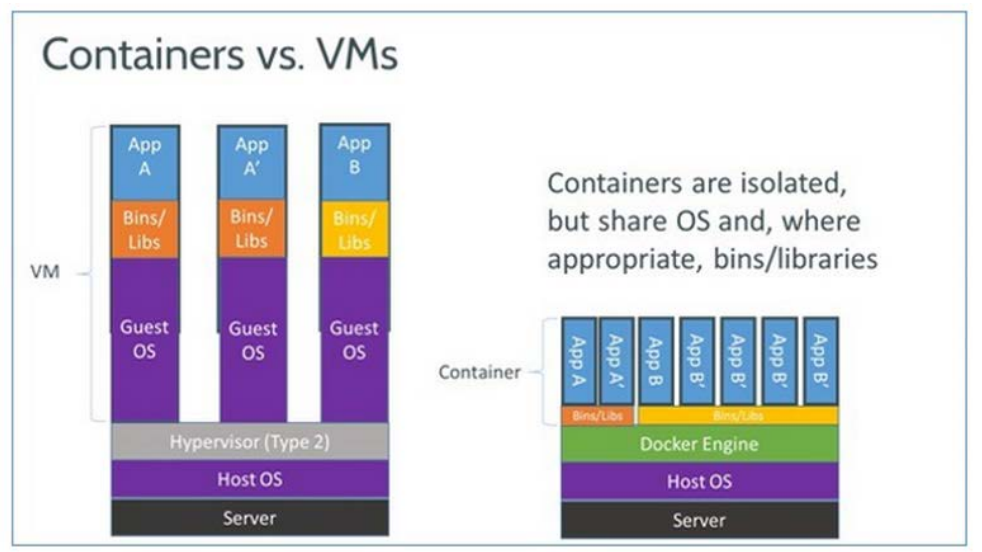 Containers vs. VMs
VM
App
A
App
A'
App
B
Bins/
Libs
Bins/
Libs
Bins/
Libs
Guest
OS
Guest
OS
Guest
OS
Hypervisor (Type 2)
Host OS
Server
Containers are isolated,
but share OS and, where
appropriate, bins/libraries
Container
App A
App A'
App B
App B'
App B'
App B'
App B'
Bins/Libs
Bins/Libs
Docker Engine
Host OS
Server